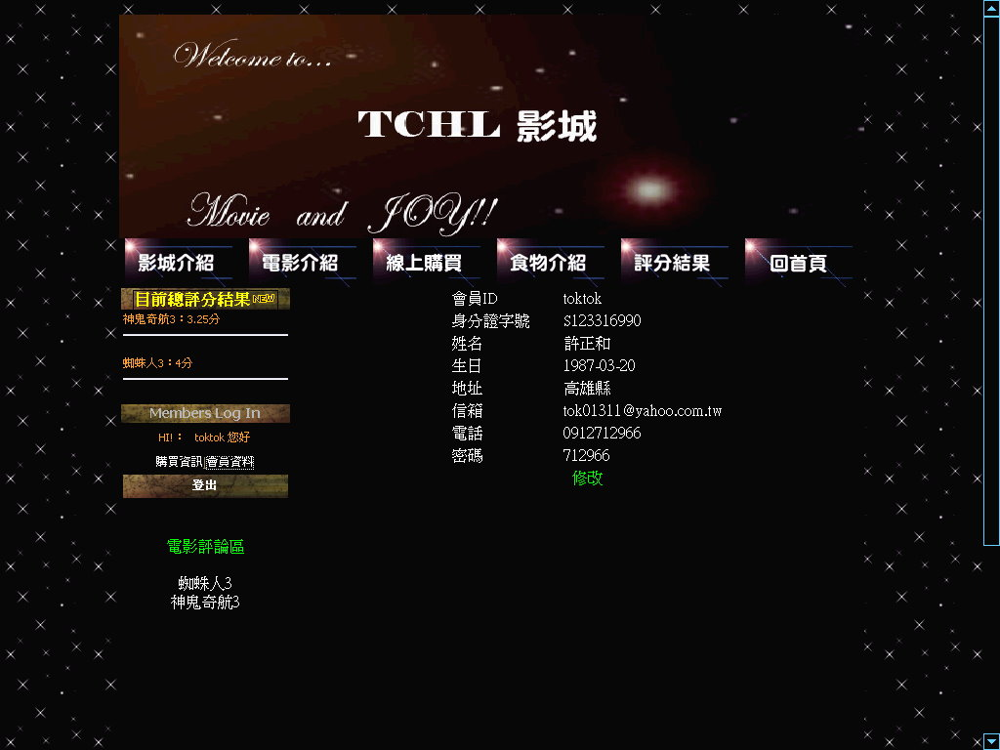 Welcome to...
TCHL 影城
Movie and JOY!!
影城介紹 電影介紹 線上購買 食物介紹 評分結果 回首頁
目前總評分結果 NEW
神鬼奇航3：3.25分
蜘蛛人3：4分
Members Log In
HI!： toktok 您好
購買資訊|會員資料
登出
電影評論區
蜘蛛人3
神鬼奇航3
會員ID toktok
身分證字號 S123316990
姓名 許正和
生日 1987-03-20
地址 高雄縣
信箱 tok01311@yahoo.com.tw
電話 0912712966
密碼 712966
修改